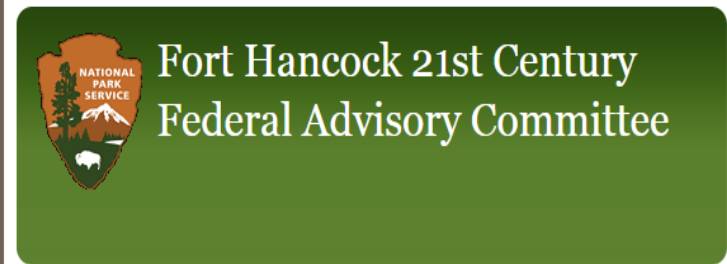 NATIONAL
PARK
SERVICE
Fort Hancock 21st Century
Federal Advisory Committee